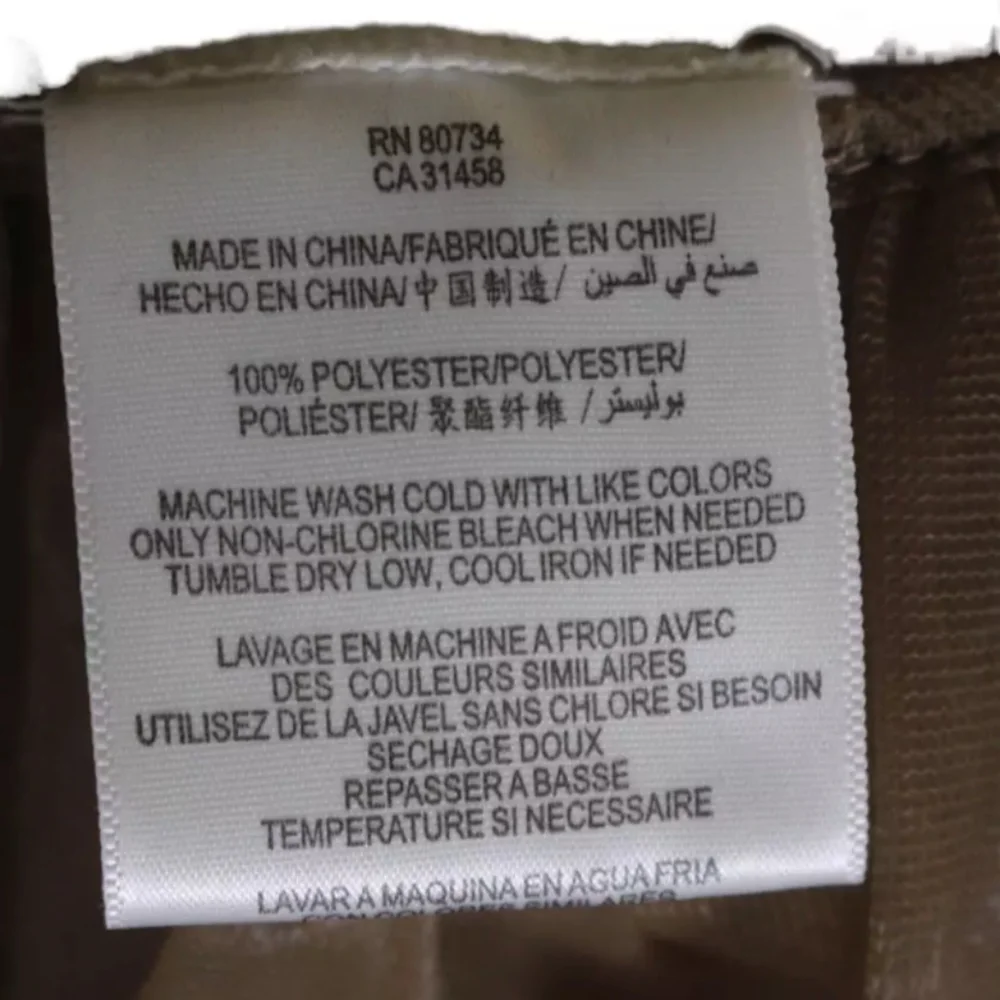 RN 80734
CA 31458
MADE IN CHINA/FABRIQUÉ EN CHINE/
HECHO EN CHINA/ 中国制造/ صنع في الصين
100% POLYESTER/POLYESTER/
POLIÉSTER/ 聚酯纤维 / بوليستر
MACHINE WASH COLD WITH LIKE COLORS
ONLY NON-CHLORINE BLEACH WHEN NEEDED
TUMBLE DRY LOW, COOL IRON IF NEEDED
LAVAGE EN MACHINE A FROID AVEC
DES COULEURS SIMILAIRES
UTILISEZ DE LA JAVEL SANS CHLORE SI BESOIN
SECHAGE DOUX
REPASSER A BASSE
TEMPERATURE SI NECESSAIRE
LAVAR A MAQUINA EN AGUA FRIA
CON COLORES SIMILARES